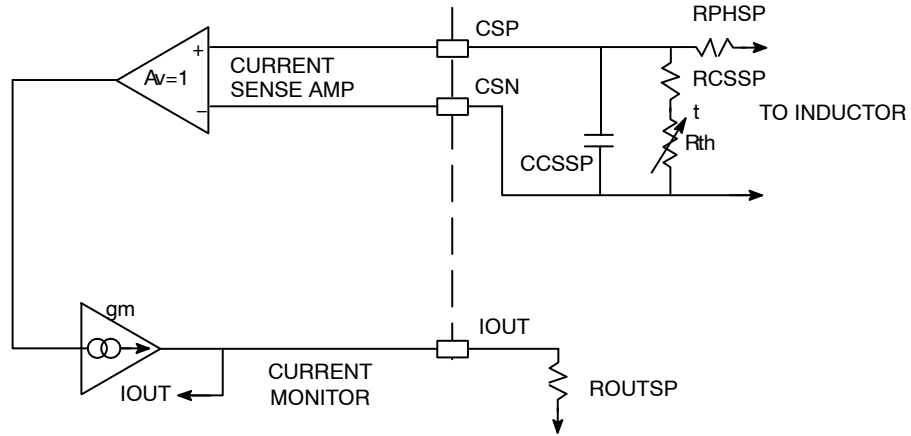 RPHSP
CSP
+
Av=1
CURRENT
SENSE AMP
RCSSP
CSN
t
TO INDUCTOR
−
Rth
CCSSP
gm
IOUT
IOUT
CURRENT
MONITOR
ROUTSP